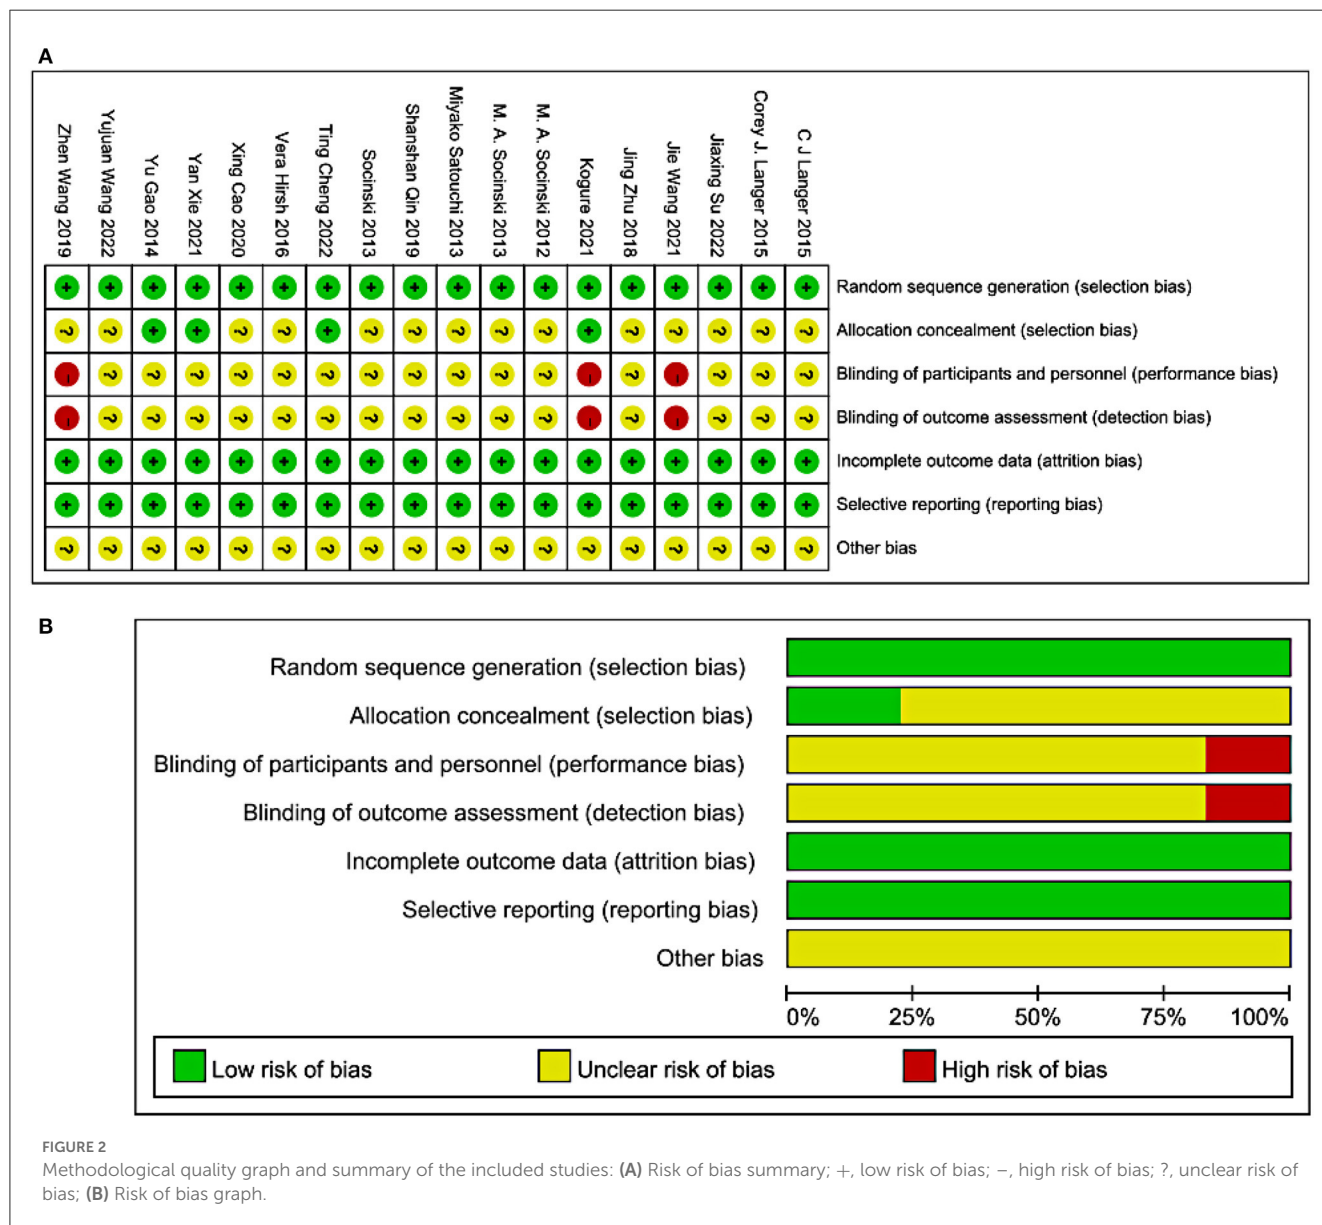 A
Zhen Wang 2019
Yujuan Wang 2022
Yu Gao 2014
Yan Xie 2021
Xing Cao 2020
Vera Hirsh 2016
Ting Cheng 2022
Socinski 2013
Shanshan Qin 2019
Miyako Satouchi 2013
M. A. Socinski 2013
M. A. Socinski 2012
Kogure 2021
Jing Zhu 2018
Jie Wang 2021
Jiaxing Su 2022
Corey J. Langer 2015
C J Langer 2015
+ + + + + + + + + + + + + + + + + + Random sequence generation (selection bias)
? ? + + ? ? + ? ? ? ? ? + ? ? ? ? ? Allocation concealment (selection bias)
– ? ? ? ? ? ? ? ? ? ? ? – ? – ? ? ? Blinding of participants and personnel (performance bias)
– ? ? ? ? ? ? ? ? ? ? ? – ? – ? ? ? Blinding of outcome assessment (detection bias)
+ + + + + + + + + + + + + + + + + + Incomplete outcome data (attrition bias)
+ + + + + + + + + + + + + + + + + + Selective reporting (reporting bias)
? ? ? ? ? ? ? ? ? ? ? ? ? ? ? ? ? ? Other bias
B
Random sequence generation (selection bias)
Allocation concealment (selection bias)
Blinding of participants and personnel (performance bias)
Blinding of outcome assessment (detection bias)
Incomplete outcome data (attrition bias)
Selective reporting (reporting bias)
Other bias
0% 25% 50% 75% 100%
Low risk of bias Unclear risk of bias High risk of bias
FIGURE 2
Methodological quality graph and summary of the included studies: (A) Risk of bias summary; +, low risk of bias; –, high risk of bias; ?, unclear risk of
bias; (B) Risk of bias graph.